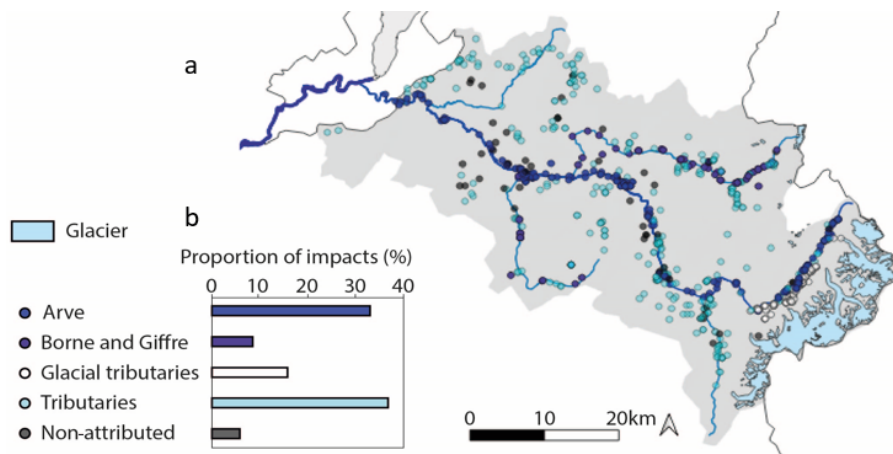 a
Glacier
b
Proportion of impacts (%)
0 10 20 30 40
Arve
Borne and Giffre
Glacial tributaries
Tributaries
Non-attributed
0 10 20km